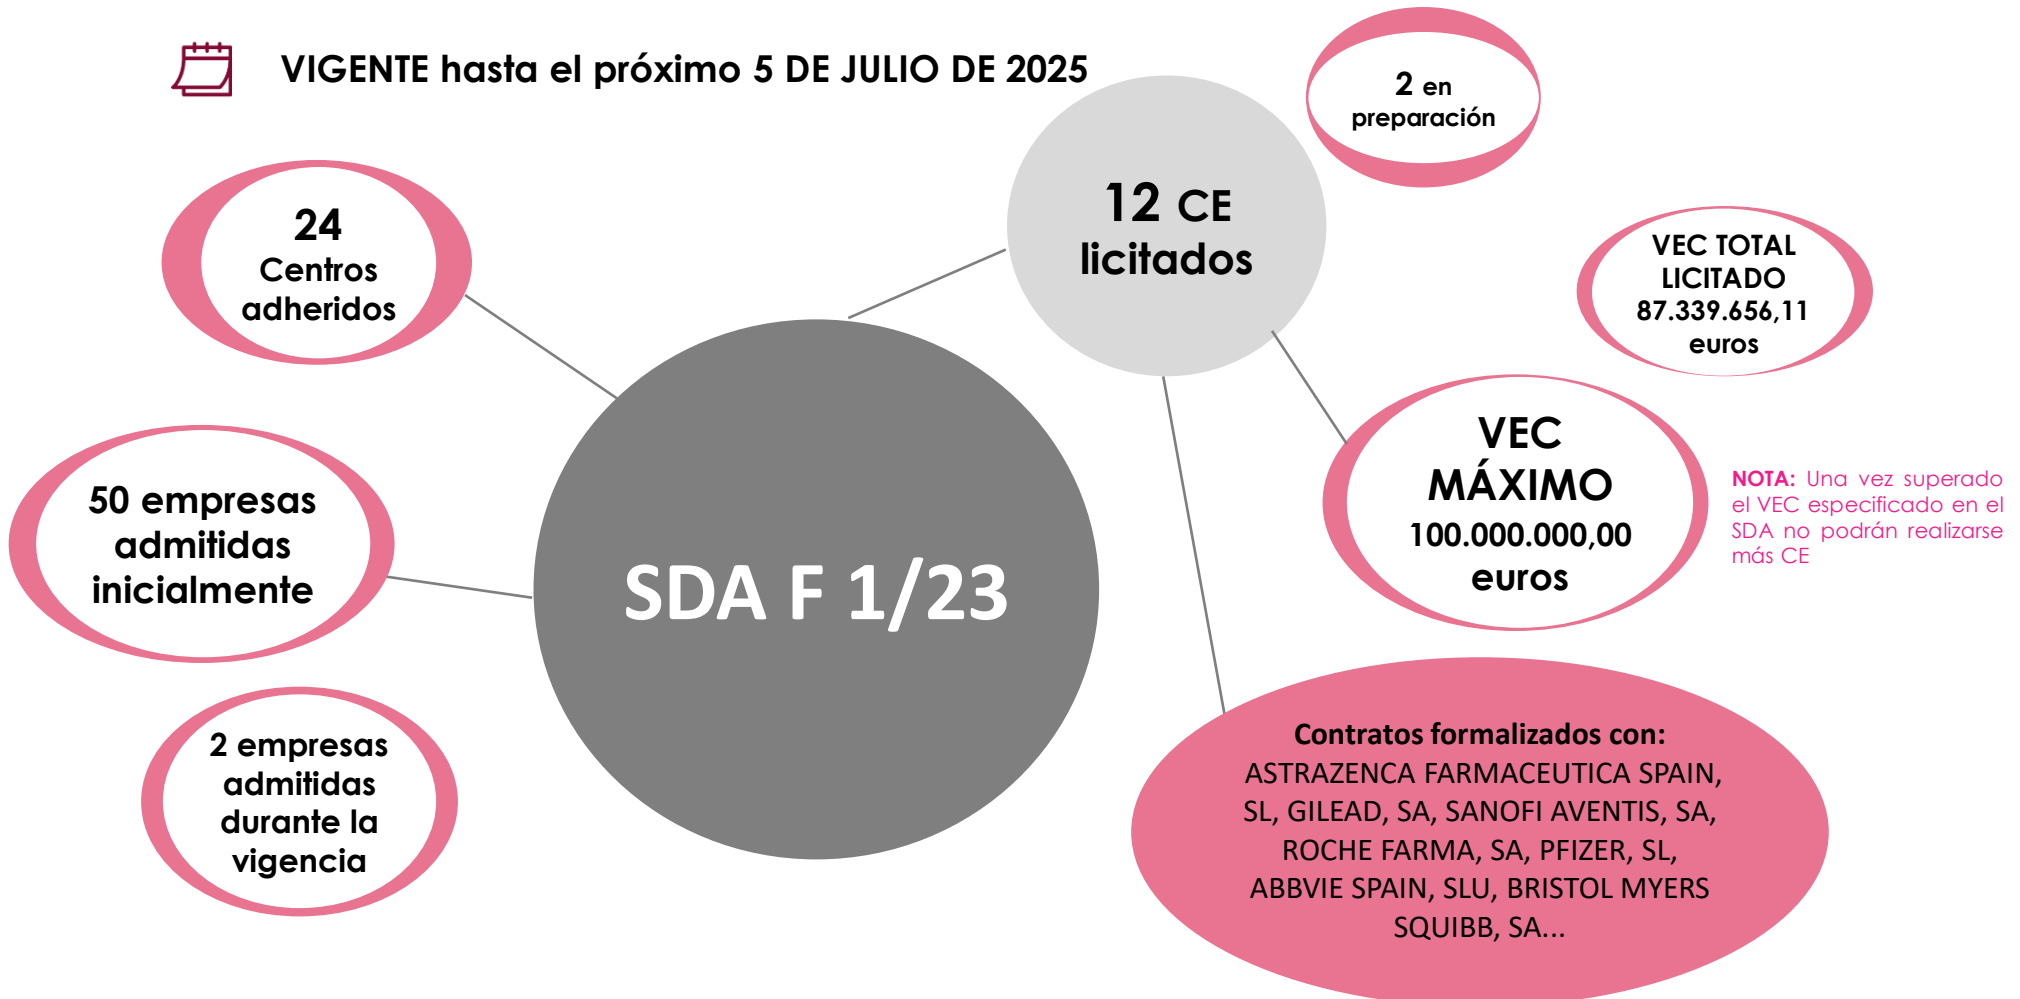 VIGENTE hasta el próximo 5 DE JULIO DE 2025
2 en
preparación
12 CE
licitados
24
Centros
adheridos
VEC TOTAL
LICITADO
87.339.656,11
euros
VEC
MÁXIMO
100.000.000,00
euros
NOTA: Una vez superado
el VEC especificado en el
SDA no podrán realizarse
más CE
50 empresas
admitidas
inicialmente
SDA F 1/23
2 empresas
admitidas
durante la
vigencia
Contratos formalizados con:
ASTRAZENCA FARMACEUTICA SPAIN,
SL, GILEAD, SA, SANOFI AVENTIS, SA,
ROCHE FARMA, SA, PFIZER, SL,
ABBVIE SPAIN, SLU, BRISTOL MYERS
SQUIBB, SA...